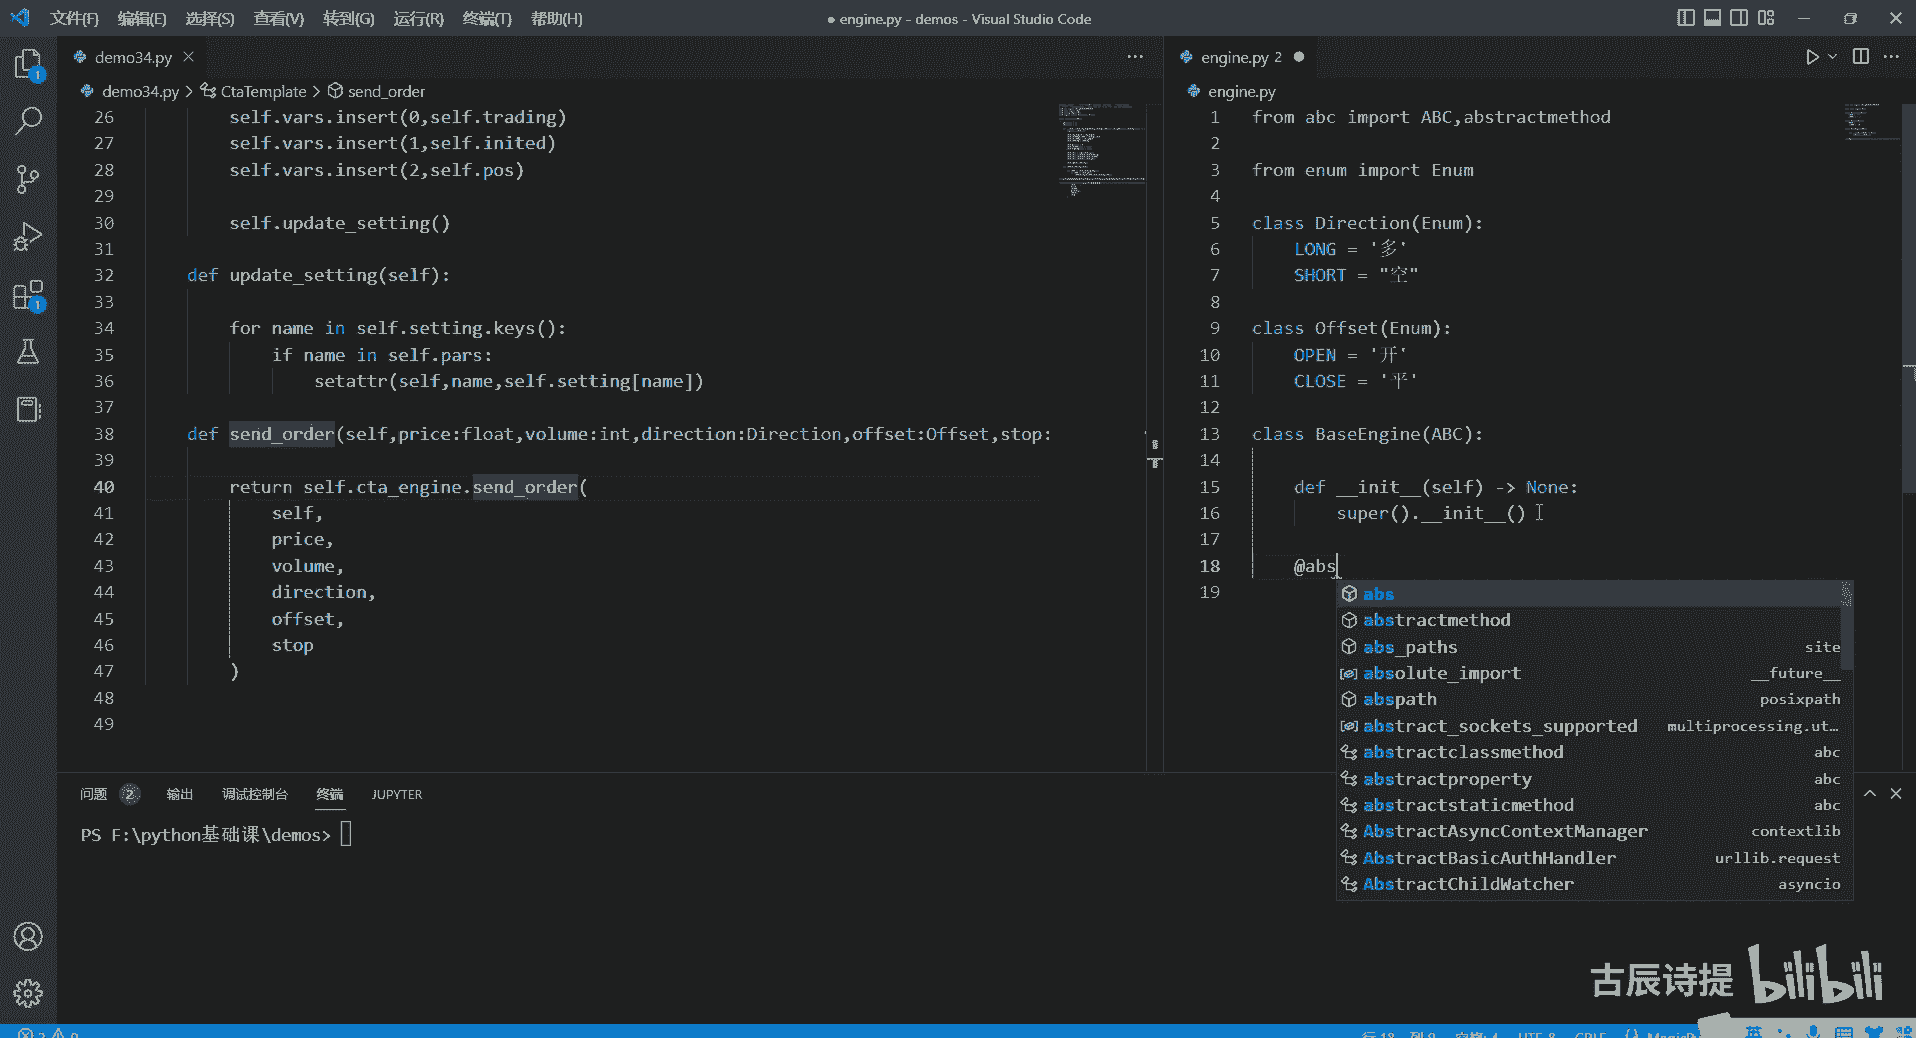 文件(F) 编辑(E) 选择(S) 查看(V) 转到(G) 运行(R) 终端(T) 帮助(H)
● engine.py - demos - Visual Studio Code
demo34.py
demo34.py > CtaTemplate > send_order
26 self.vars.insert(0,self.trading)
27 self.vars.insert(1,self.inited)
28 self.vars.insert(2,self.pos)
29
30 self.update_setting()
31
32 def update_setting(self):
33
34 for name in self.setting.keys():
35 if name in self.pars:
36 setattr(self,name,self.setting[name])
37
38 def send_order(self,price:float,volume:int,direction:Direction,offset:Offset,stop:
39
40 return self.cta_engine.send_order(
41 self,
42 price,
43 volume,
44 direction,
45 offset,
46 stop
47 )
48
49
engine.py 2 ●
engine.py
1 from abc import ABC,abstractmethod
2
3 from enum import Enum
4
5 class Direction(Enum):
6 LONG = '多'
7 SHORT = "空"
8
9 class Offset(Enum):
10 OPEN = '开'
11 CLOSE = '平'
12
13 class BaseEngine(ABC):
14
15 def __init__(self) -> None:
16 super().__init__()
17
18 @abs
19
abs
abstractmethod
abs_paths site
absolute_import __future__
abspath posixpath
abstract_sockets_supported multiprocessing.ut…
abstractclassmethod abc
abstractproperty abc
abstractstaticmethod abc
AbstractAsyncContextManager contextlib
AbstractBasicAuthHandler urllib.request
AbstractChildWatcher asyncio
问题 2 输出 调试控制台 终端 JUPYTER
PS F:\python基础课\demos>
1
1
古辰诗提 bilibili